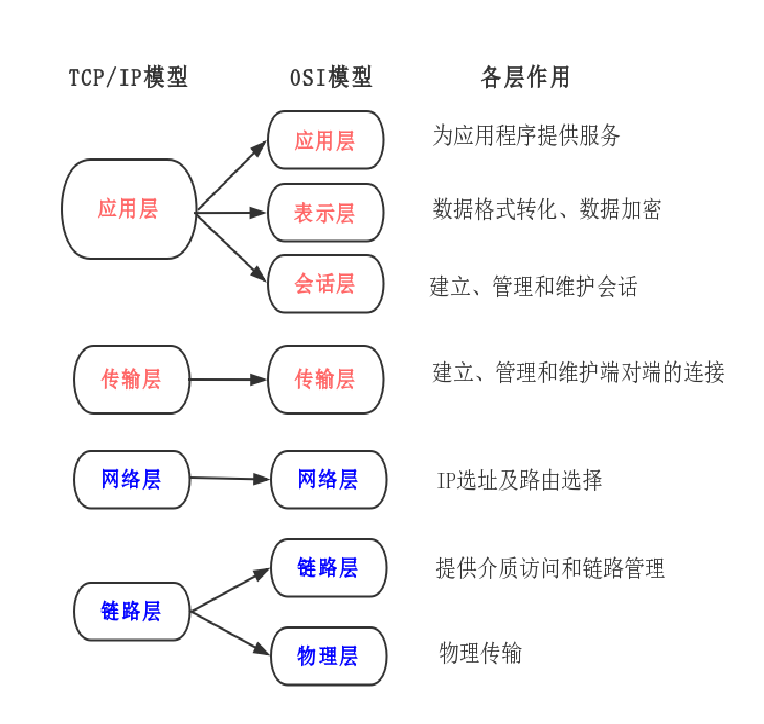 TCP/IP模型 OSI模型 各层作用
应用层 为应用程序提供服务
应用层 表示层 数据格式转化、数据加密
会话层 建立、管理和维护会话
传输层 传输层 建立、管理和维护端对端的连接
网络层 网络层 IP选址及路由选择
链路层 提供介质访问和链路管理
链路层
物理层 物理传输